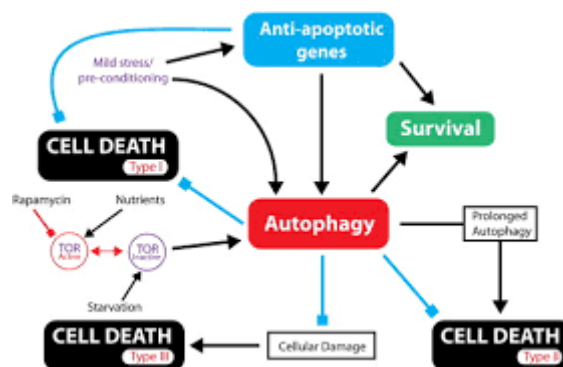 Anti-apoptotic
genes
Mild stress/
pre-conditioning
Survival
CELL DEATH
Type I
Rapamycin
Nutrients
Autophagy
Prolonged
Autophagy
TOR
Active
TOR
Inactive
Starvation
CELL DEATH
Type III
Cellular Damage
CELL DEATH
Type II